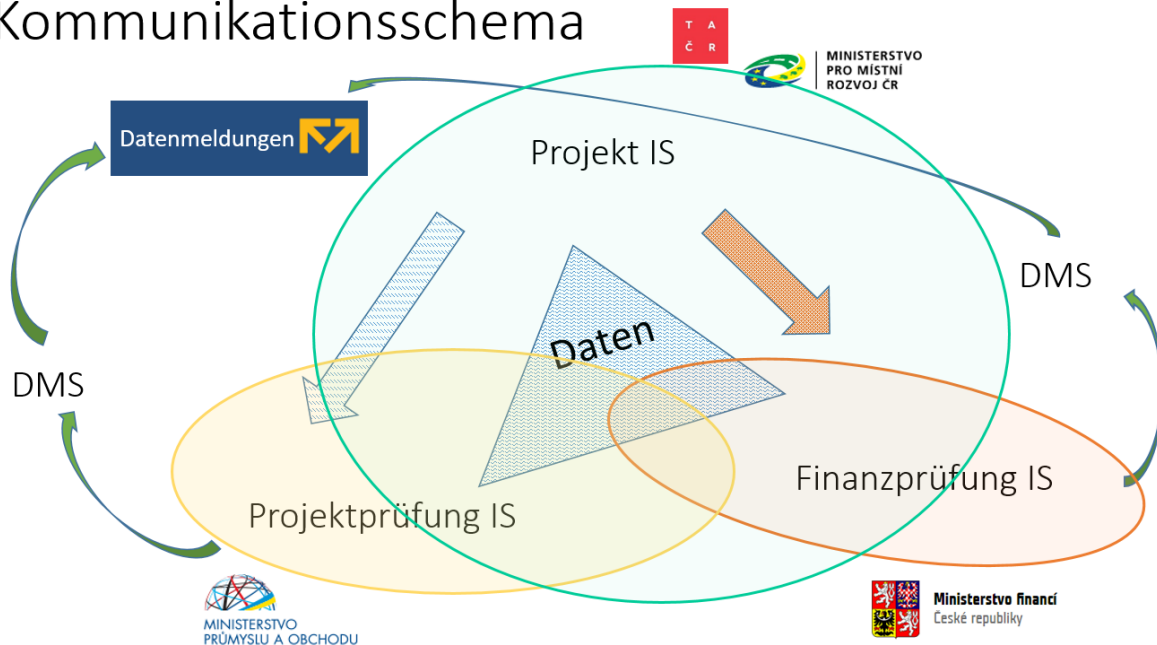 Kommunikationsschema
T A
Č R
MINISTERSTVO
PRO MÍSTNÍ
ROZVOJ ČR
Datenmeldungen
Projekt IS
DMS
Daten
DMS
Finanzprüfung IS
Projektprüfung IS
MINISTERSTVO
PRŮMYSLU A OBCHODU
Ministerstvo financí
České republiky